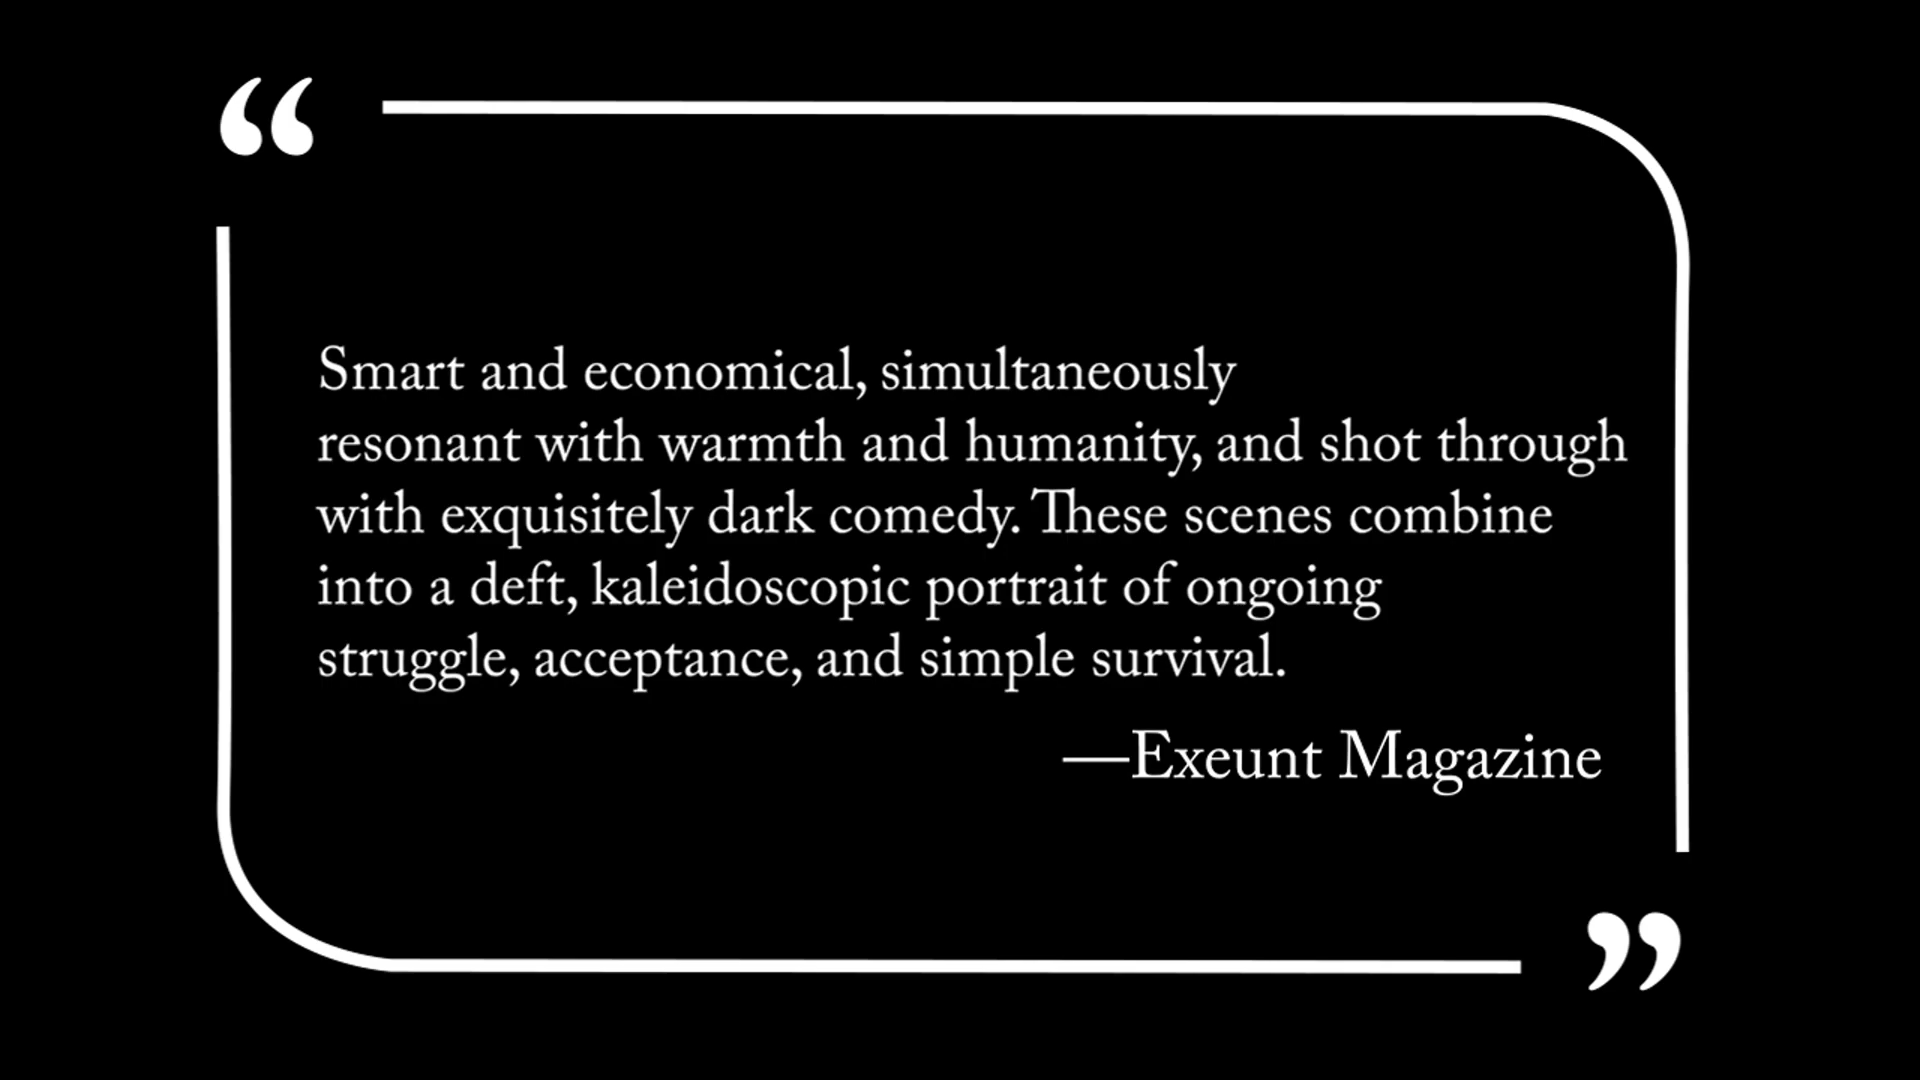 “
Smart and economical, simultaneously
resonant with warmth and humanity, and shot through
with exquisitely dark comedy. These scenes combine
into a deft, kaleidoscopic portrait of ongoing
struggle, acceptance, and simple survival.
—Exeunt Magazine
”